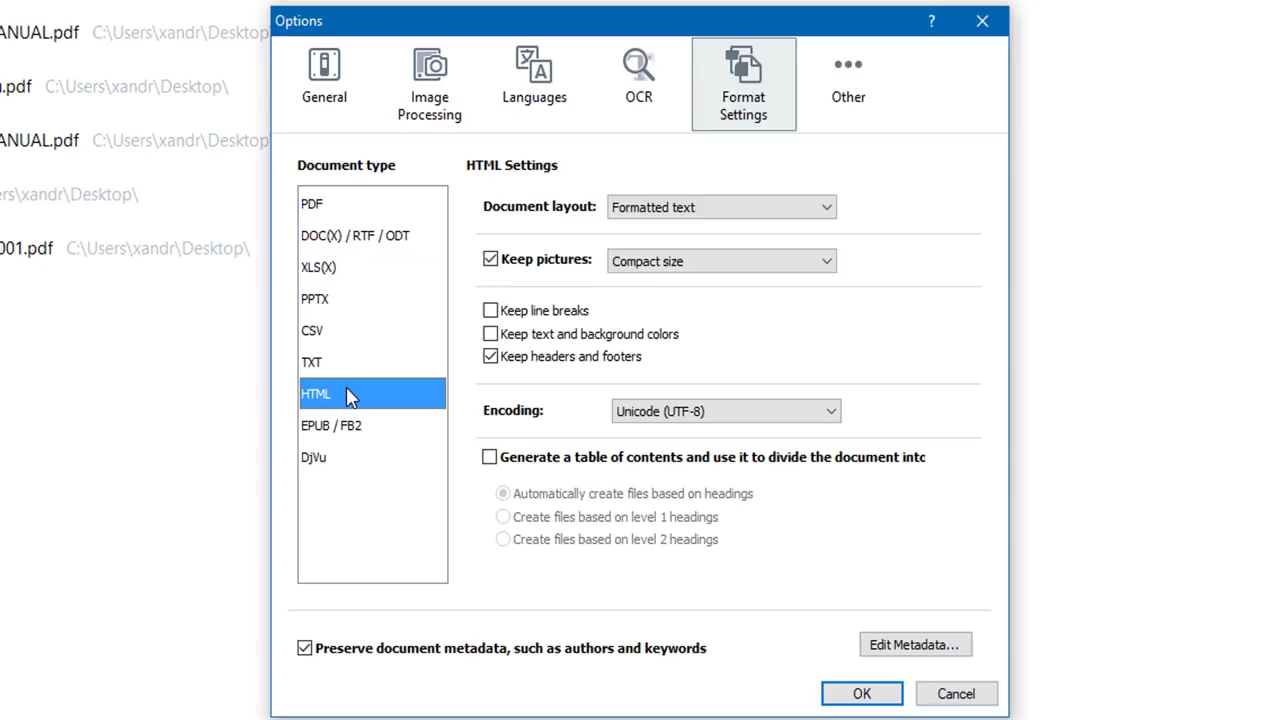 Options
?
ANUAL.pdf C:\Users\xandr\Desktop
.pdf C:\Users\xandr\Desktop\
ANUAL.pdf C:\Users\xandr\Desktop
ers\xandr\Desktop\
001.pdf C:\Users\xandr\Desktop\
General
Image
Processing
Languages
OCR
Format
Settings
Other
Document type
PDF
DOC(X) / RTF / ODT
XLS(X)
PPTX
CSV
TXT
HTML
EPUB / FB2
DjVu
HTML Settings
Document layout: Formatted text
Keep pictures: Compact size
Keep line breaks
Keep text and background colors
Keep headers and footers
Encoding: Unicode (UTF-8)
Generate a table of contents and use it to divide the document into
Automatically create files based on headings
Create files based on level 1 headings
Create files based on level 2 headings
Preserve document metadata, such as authors and keywords
Edit Metadata...
OK Cancel